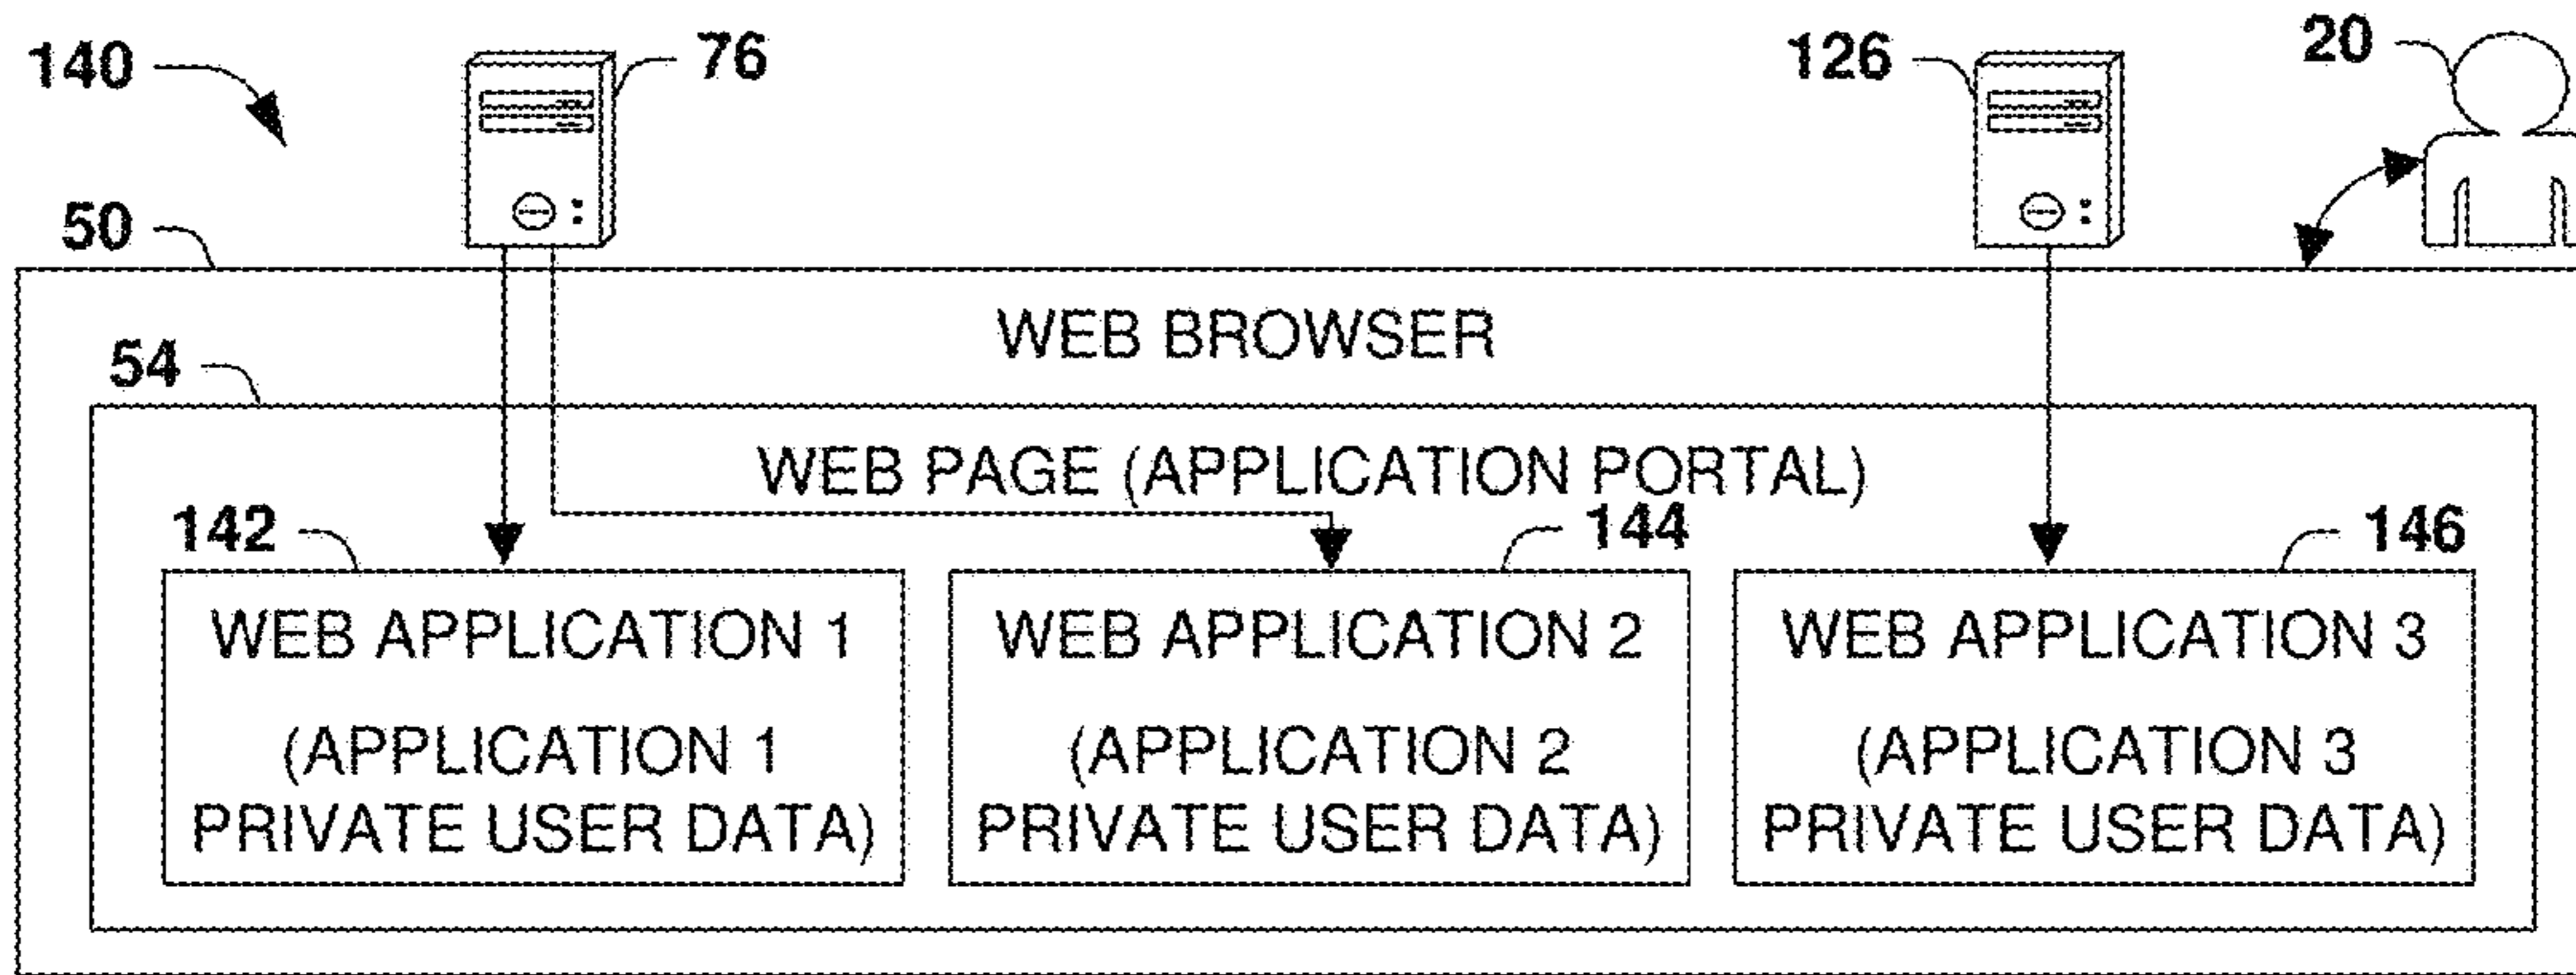 140
76
126
20
50
WEB BROWSER
54
WEB PAGE (APPLICATION PORTAL)
142
144
146
WEB APPLICATION 1
(APPLICATION 1
PRIVATE USER DATA)
WEB APPLICATION 2
(APPLICATION 2
PRIVATE USER DATA)
WEB APPLICATION 3
(APPLICATION 3
PRIVATE USER DATA)